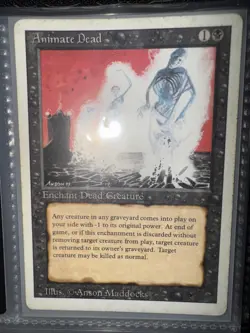 Animate Dead 1
Enchant Dead Creature
Any creature in any graveyard comes into play on
your side with -1 to its original power. At end of
game, or if this enchantment is discarded without
removing target creature from play, target creature
is returned to its owner's graveyard. Target
creature may be killed as normal.
Illus. © Anson Maddocks